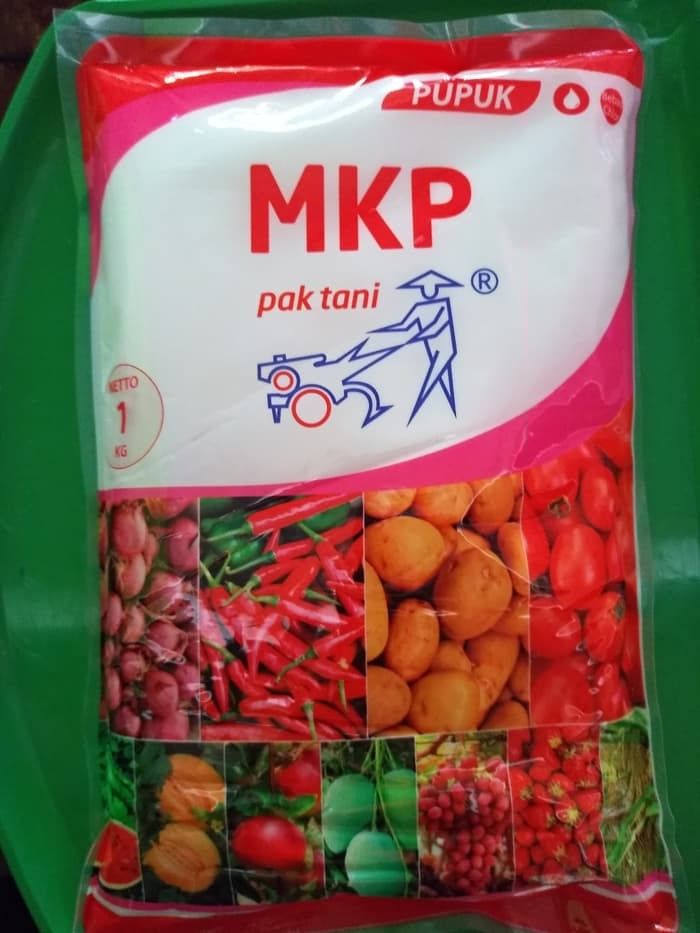 PUPUK
MKP
pak tani ®
NETTO
1
KG